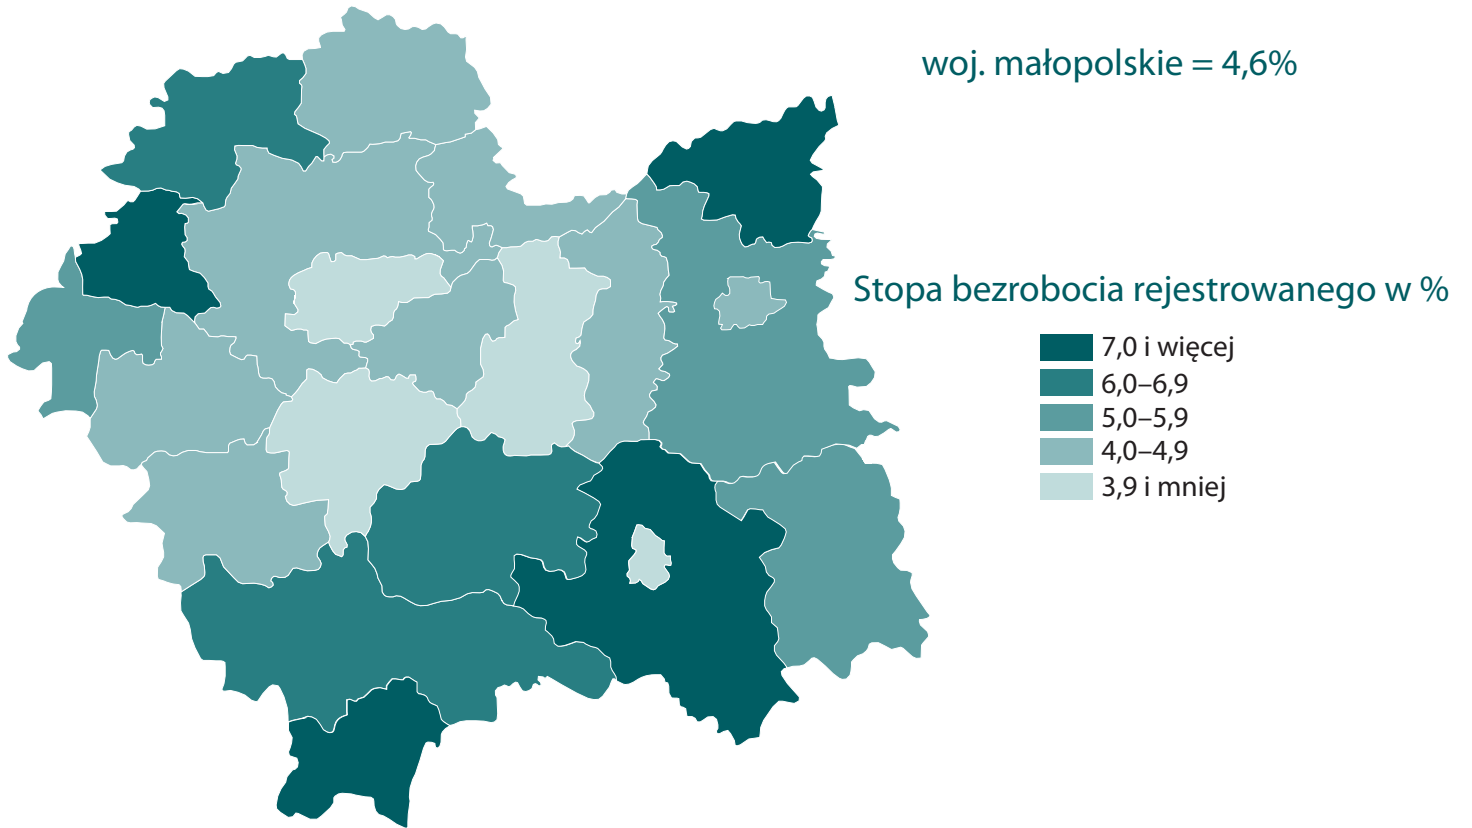 woj. małopolskie = 4,6%
Stopa bezrobocia rejestrowanego w %
7,0 i więcej
6,0–6,9
5,0–5,9
4,0–4,9
3,9 i mniej